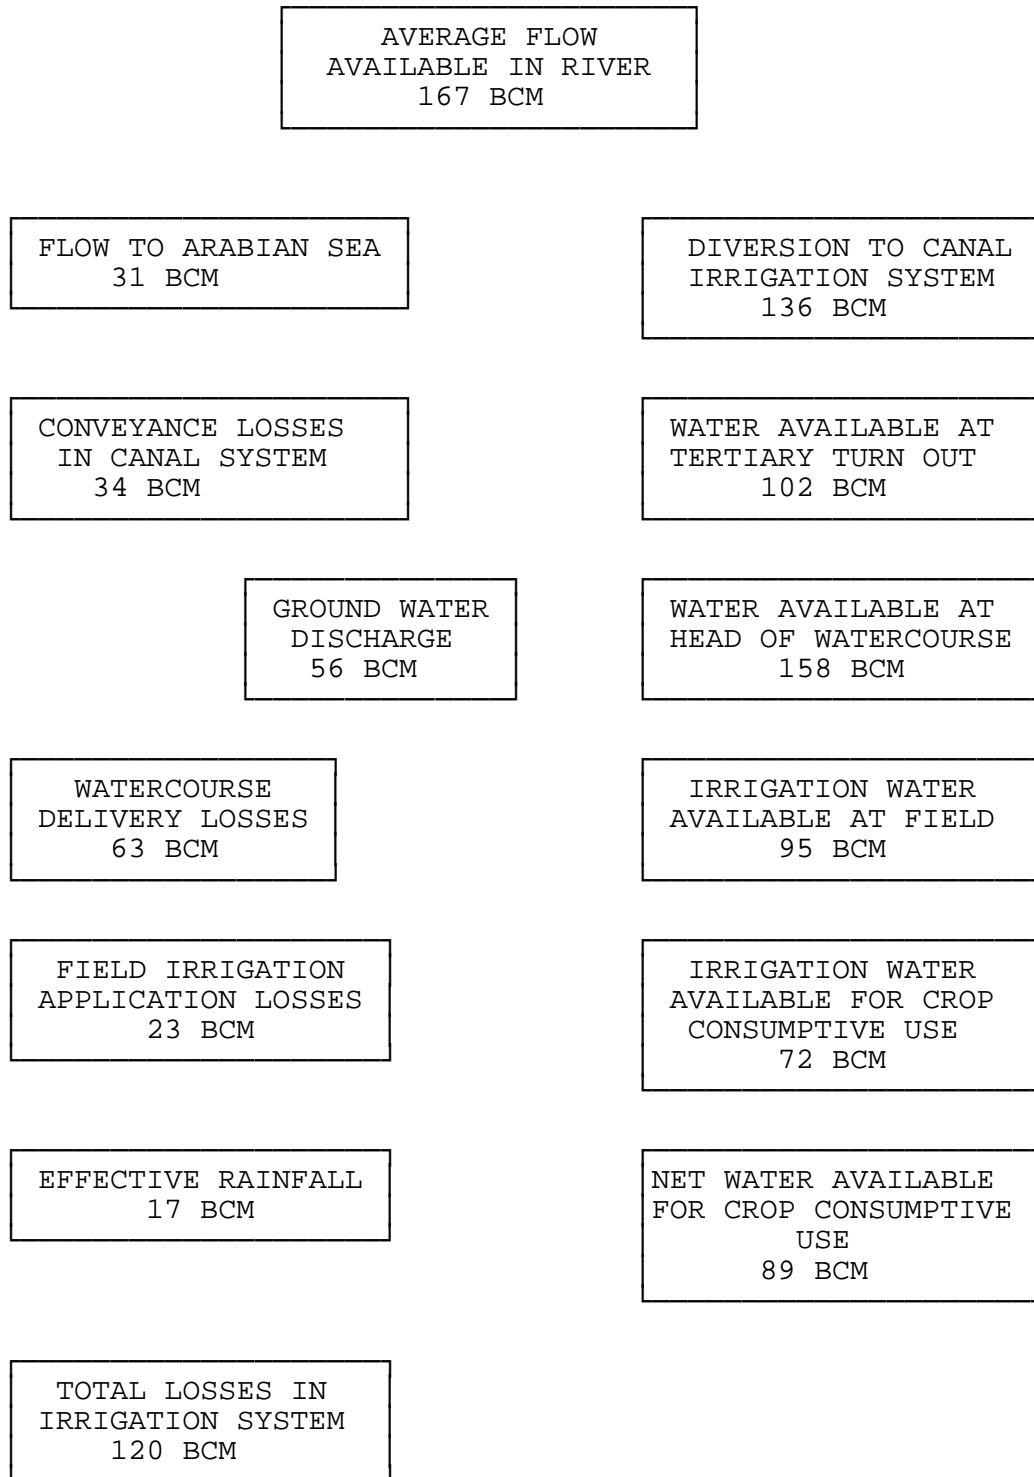 AVERAGE FLOW
AVAILABLE IN RIVER
167 BCM
FLOW TO ARABIAN SEA
31 BCM
DIVERSION TO CANAL
IRRIGATION SYSTEM
136 BCM
CONVEYANCE LOSSES
IN CANAL SYSTEM
34 BCM
WATER AVAILABLE AT
TERTIARY TURN OUT
102 BCM
GROUND WATER
DISCHARGE
56 BCM
WATER AVAILABLE AT
HEAD OF WATERCOURSE
158 BCM
WATERCOURSE
DELIVERY LOSSES
63 BCM
IRRIGATION WATER
AVAILABLE AT FIELD
95 BCM
FIELD IRRIGATION
APPLICATION LOSSES
23 BCM
IRRIGATION WATER
AVAILABLE FOR CROP
CONSUMPTIVE USE
72 BCM
EFFECTIVE RAINFALL
17 BCM
NET WATER AVAILABLE
FOR CROP CONSUMPTIVE
USE
89 BCM
TOTAL LOSSES IN
IRRIGATION SYSTEM
120 BCM